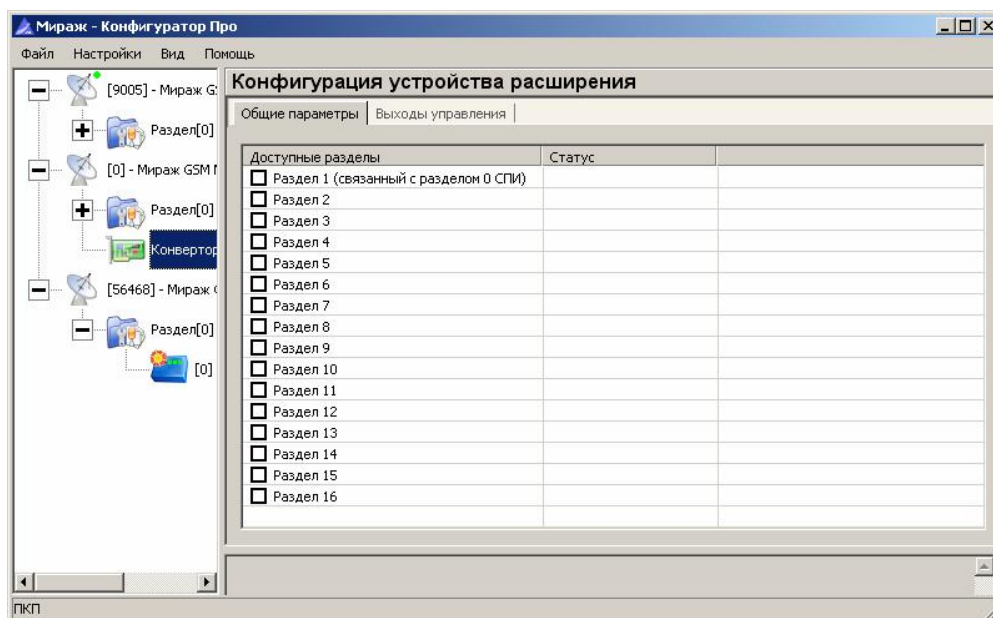 Мираж - Конфигуратор Про
Файл Настройки Вид Помощь
[9005] - Мираж G
Раздел[0]
[0] - Мираж GSM
Раздел[0]
Конвертор
[56468] - Мираж
Раздел[0]
[0]
Конфигурация устройства расширения
Общие параметры Выходы управления
Доступные разделы Статус
Раздел 1 (связанный с разделом 0 СПИ)
Раздел 2
Раздел 3
Раздел 4
Раздел 5
Раздел 6
Раздел 7
Раздел 8
Раздел 9
Раздел 10
Раздел 11
Раздел 12
Раздел 13
Раздел 14
Раздел 15
Раздел 16
ПКП